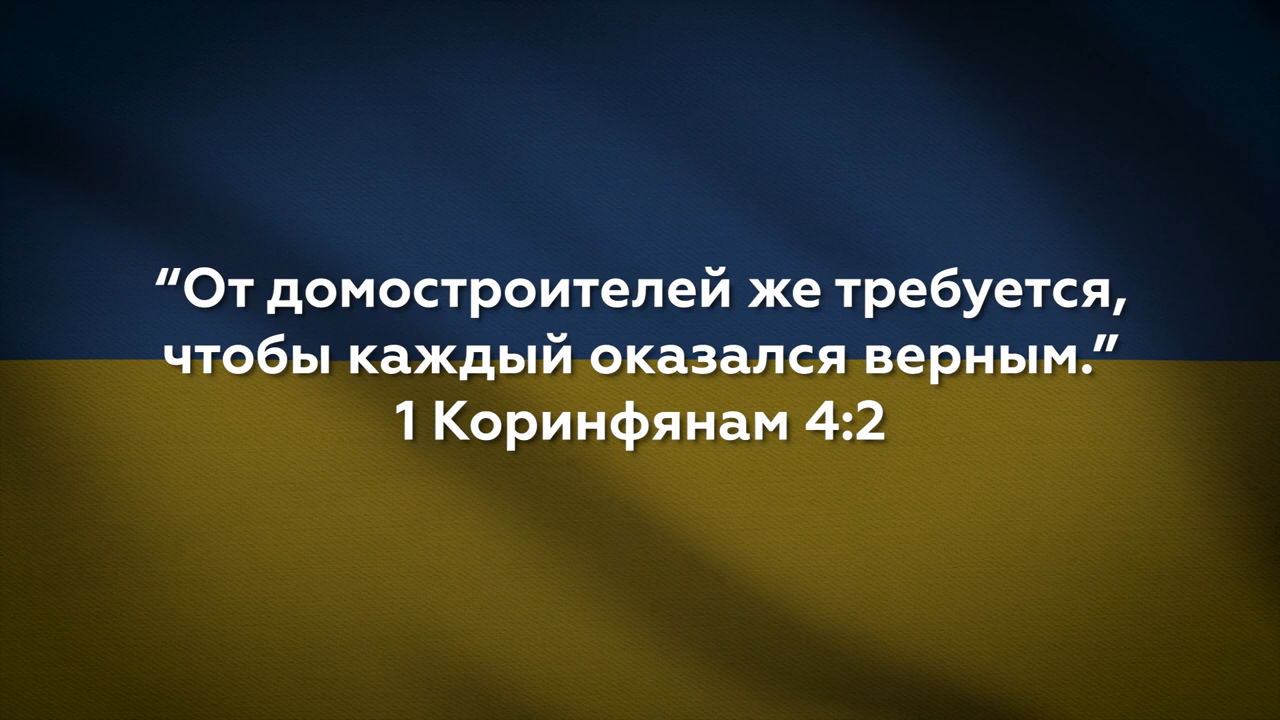 “От домостроителей же требуется,
чтобы каждый оказался верным.”
1 Коринфянам 4:2